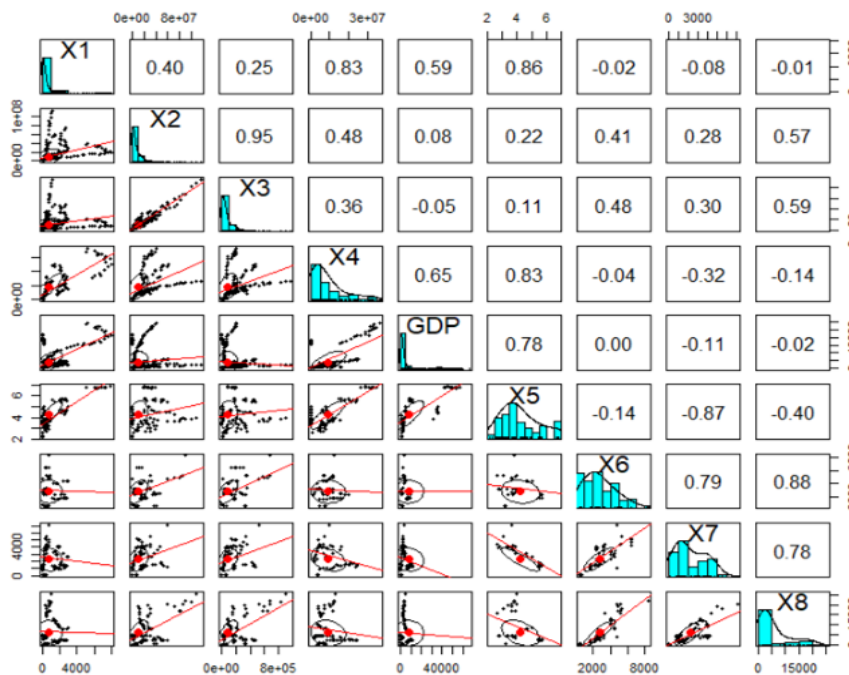 0e+00 8e+07 0e+00 3e+07 2 4 6 0 3000
X1 0.40 0.25 0.83 0.59 0.86 -0.02 -0.08 -0.01
0e+00 1e+08 X2 0.95 0.48 0.08 0.22 0.41 0.28 0.57
X3 0.36 -0.05 0.11 0.48 0.30 0.59
0e+00 X4 0.65 0.83 -0.04 -0.32 -0.14
GDP 0.78 0.00 -0.11 -0.02
2 4 6 X5 -0.14 -0.87 -0.40
X6 0.79 0.88
0 4000 X7 0.78
X8
0 4000 0e+00 8e+05 0 40000 2000 8000 0 15000